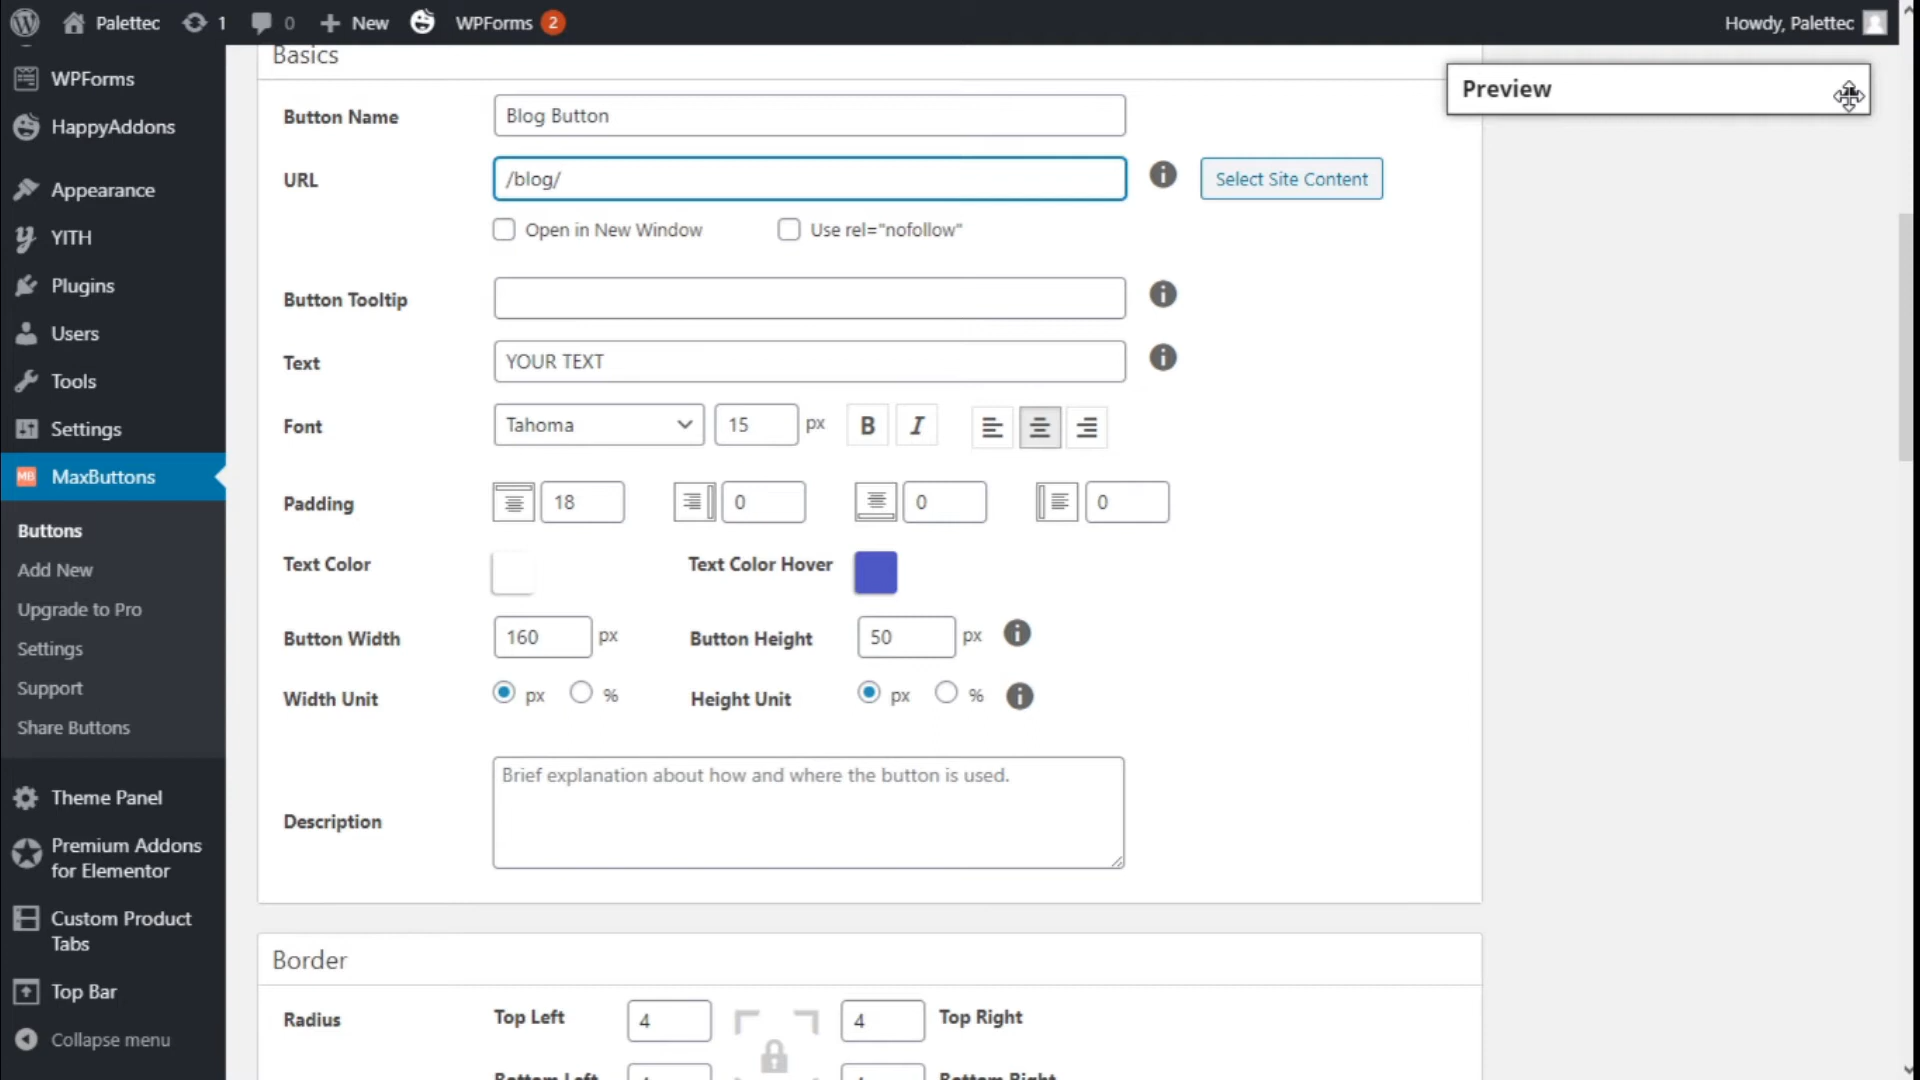 Palettec
1
0
New
WPForms 2
Howdy, Palettec
WPForms
HappyAddons
Appearance
YITH
Plugins
Users
Tools
Settings
MB MaxButtons
Buttons
Add New
Upgrade to Pro
Settings
Support
Share Buttons
Theme Panel
Premium Addons
for Elementor
Custom Product
Tabs
Top Bar
Collapse menu
Basics
Preview
Button Name Blog Button
URL /blog/ Select Site Content
Open in New Window Use rel="nofollow"
Button Tooltip
Text YOUR TEXT
Font Tahoma 15 px B I
Padding 18 0 0 0
Text Color Text Color Hover
Button Width 160 px Button Height 50 px
Width Unit px % Height Unit px %
Description Brief explanation about how and where the button is used.
Border
Radius Top Left 4 4 Top Right
Bottom Left Bottom Right